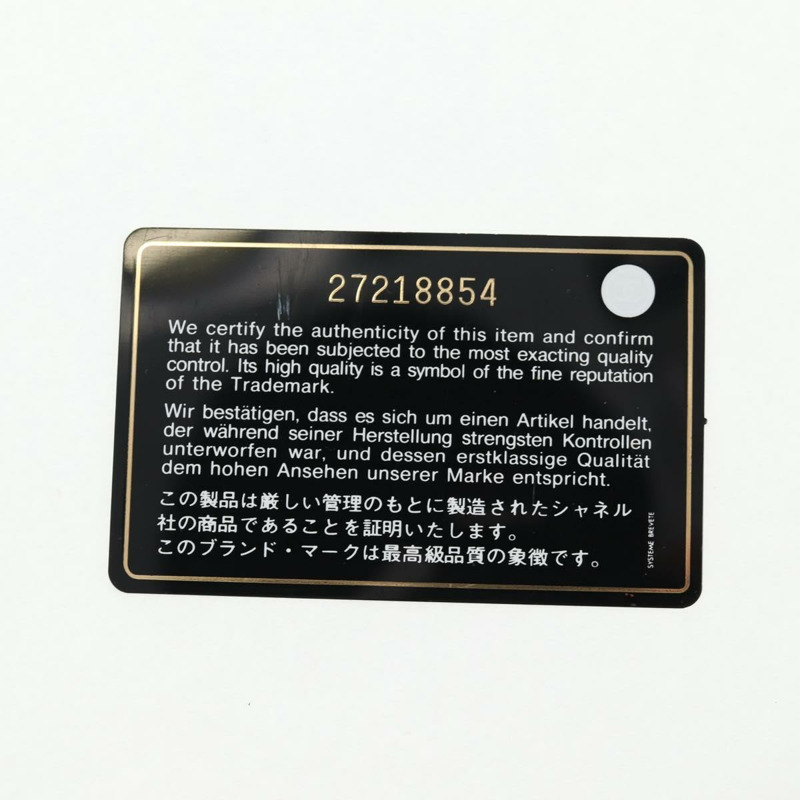 27218854
We certify the authenticity of this item and confirm
that it has been subjected to the most exacting quality
control. Its high quality is a symbol of the fine reputation
of the Trademark.
Wir bestätigen, dass es sich um einen Artikel handelt,
der während seiner Herstellung strengsten Kontrollen
unterworfen war, und dessen erstklassige Qualität
dem hohen Ansehen unserer Marke entspricht.
この製品は厳しい管理のもとに製造されたシャネル
社の商品であることを証明いたします。
このブランド・マークは最高級品質の象徴です。
SYSTEME BREVETE